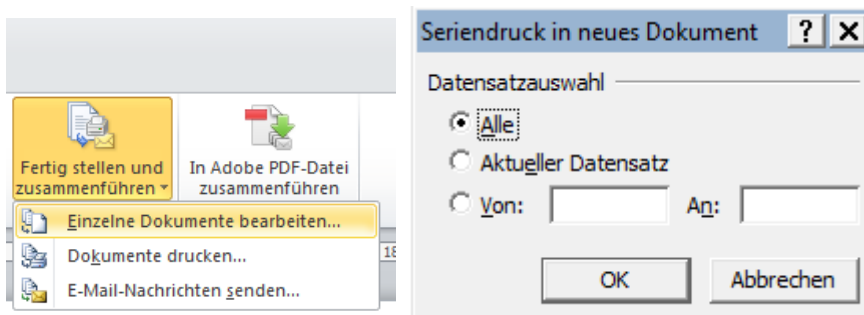 Fertig stellen und
zusammenführen
In Adobe PDF-Datei
zusammenführen
Einzelne Dokumente bearbeiten...
Dokumente drucken...
E-Mail-Nachrichten senden...
18
Seriendruck in neues Dokument
?
Datensatzauswahl
Alle
Aktueller Datensatz
Von: An:
OK Abbrechen